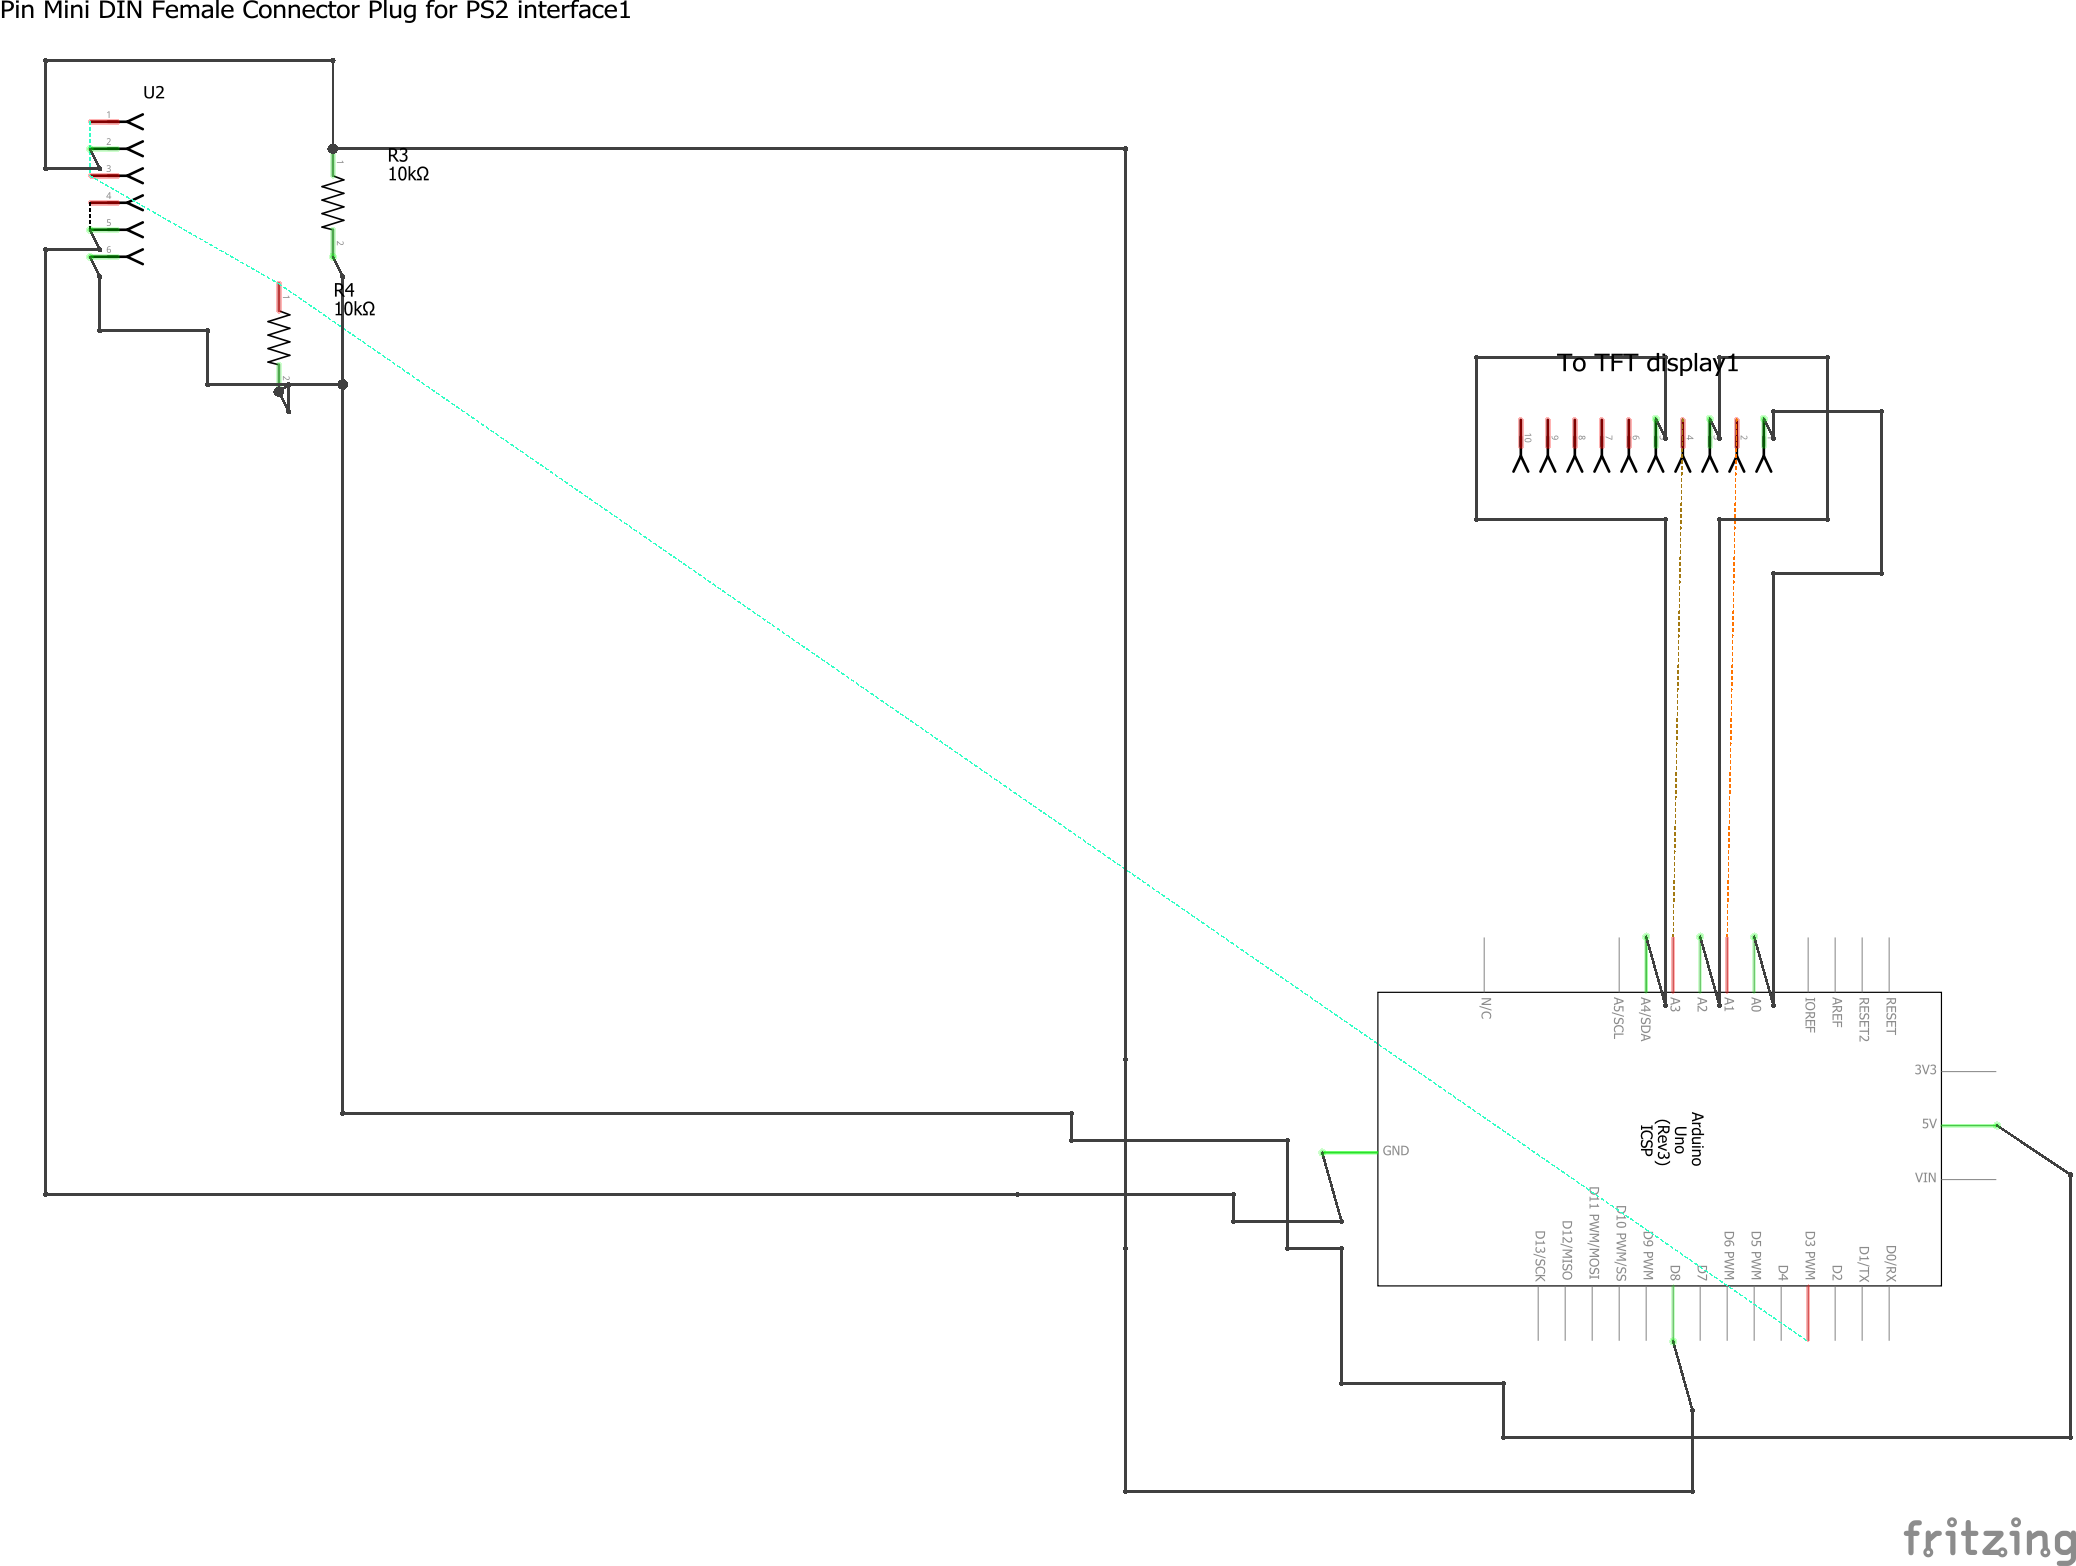 Pin Mini DIN Female Connector Plug for PS2 interface1
U2
1
2
3
4
5
6
R3
10kΩ
1
2
R4
10kΩ
1
2
To TFT display1
10
9
8
7
6
4
2
N/C
A5/SCL
A4/SDA
A3
A2
A1
A0
IOREF
AREF
RESET2
RESET
3V3
5V
VIN
GND
Arduino
Uno
(Rev3)
ICSP
D13/SCK
D12/MISO
D11 PWM/MOSI
D10 PWM/SS
D9 PWM
D8
D7
D6 PWM
D5 PWM
D4
D3 PWM
D2
D1/TX
D0/RX
fritzing